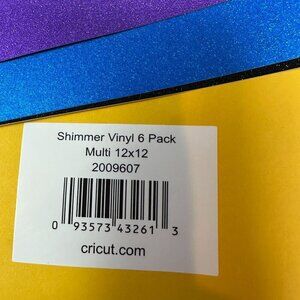 Shimmer Vinyl 6 Pack
Multi 12x12
2009607
0 93573 43261 3
cricut.com